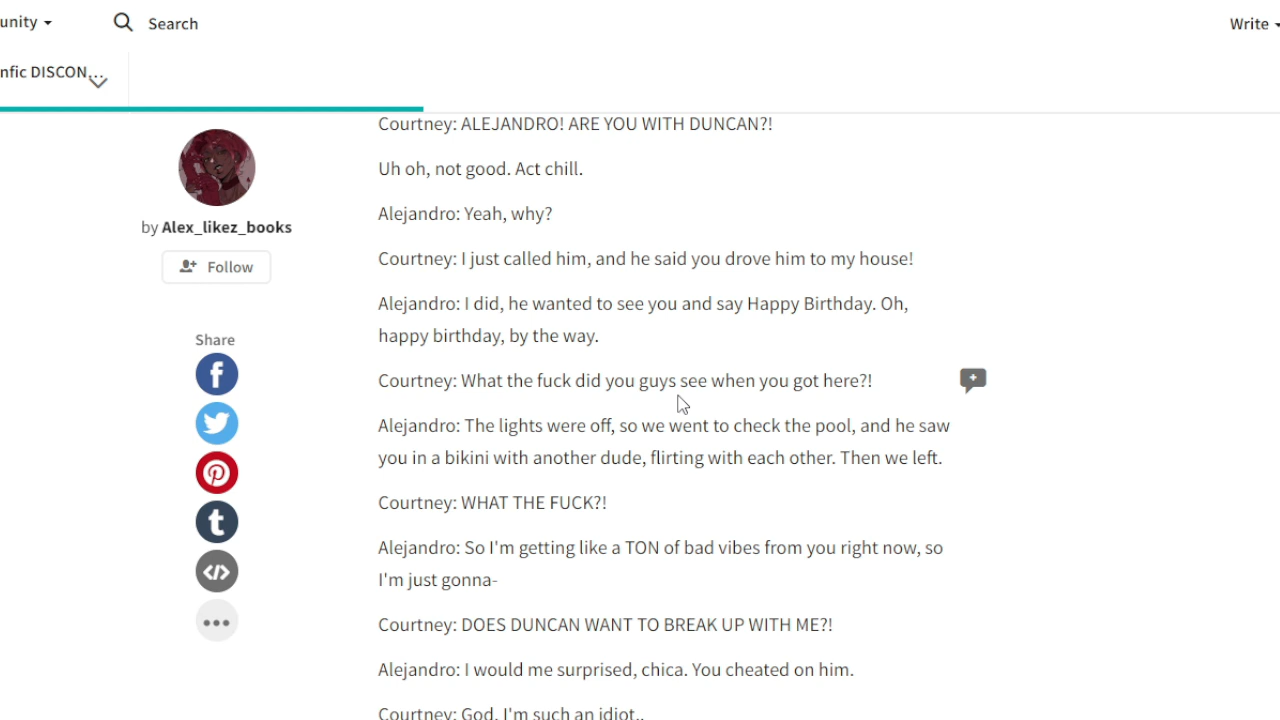 unity
Search
Write
nfic DISCON...
Courtney: ALEJANDRO! ARE YOU WITH DUNCAN?!
Uh oh, not good. Act chill.
by Alex_likez_books
Alejandro: Yeah, why?
Follow
Courtney: I just called him, and he said you drove him to my house!
Alejandro: I did, he wanted to see you and say Happy Birthday. Oh,
happy birthday, by the way.
Share
Courtney: What the fuck did you guys see when you got here?!
Alejandro: The lights were off, so we went to check the pool, and he saw
you in a bikini with another dude, flirting with each other. Then we left.
Courtney: WHAT THE FUCK?!
Alejandro: So I'm getting like a TON of bad vibes from you right now, so
I'm just gonna-
Courtney: DOES DUNCAN WANT TO BREAK UP WITH ME?!
Alejandro: I would me surprised, chica. You cheated on him.
Courtney: God, I'm such an idiot..